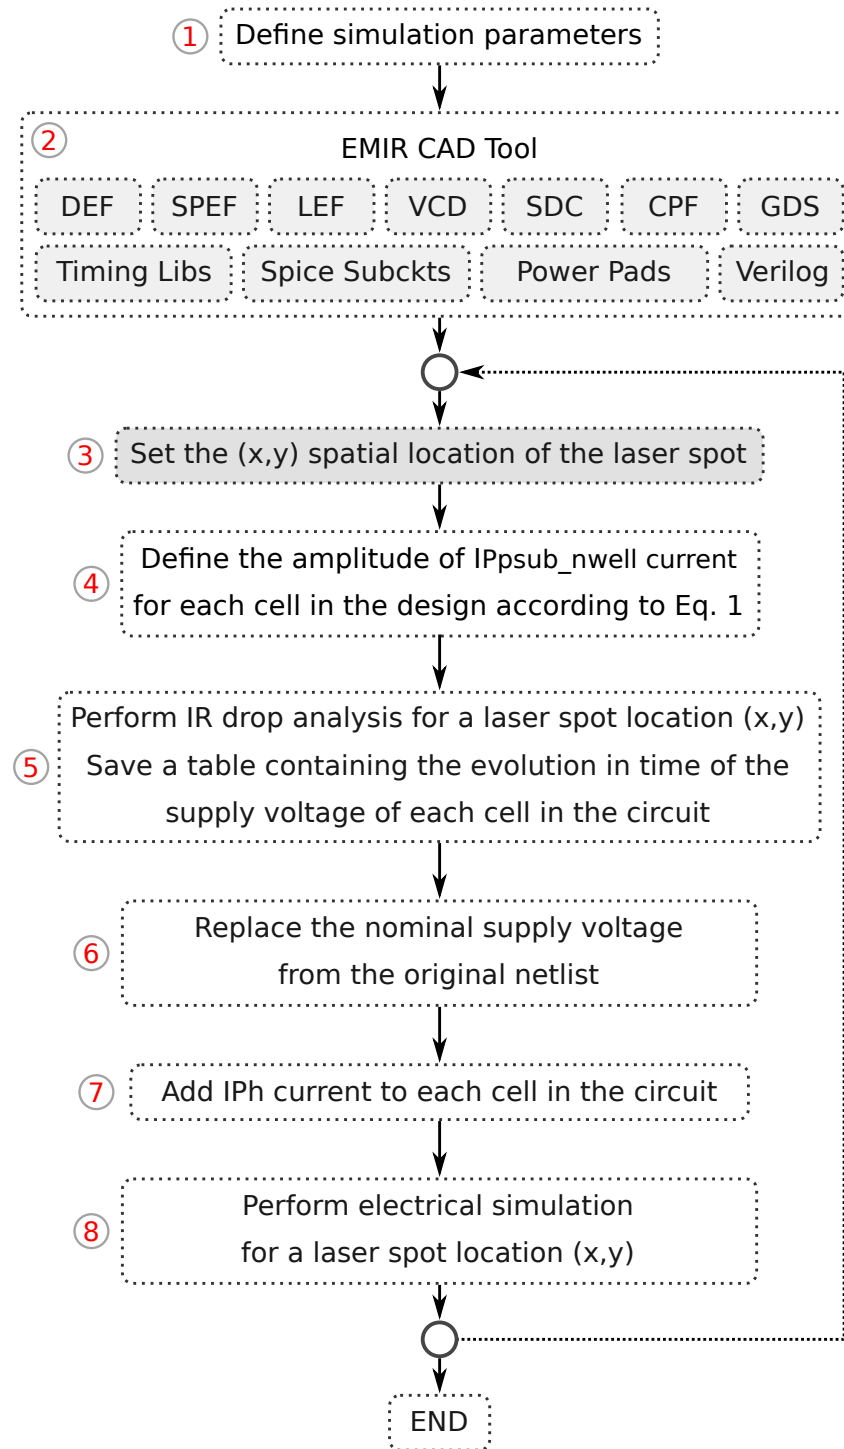 1 Define simulation parameters
2
EMIR CAD Tool
DEF SPEF LEF VCD SDC CPF GDS
Timing Libs Spice Subckts Power Pads Verilog
3 Set the (x,y) spatial location of the laser spot
4
Define the amplitude of IPpsub_nwell current
for each cell in the design according to Eq. 1
5
Perform IR drop analysis for a laser spot location (x,y)
Save a table containing the evolution in time of the
supply voltage of each cell in the circuit
6
Replace the nominal supply voltage
from the original netlist
7 Add IPh current to each cell in the circuit
8
Perform electrical simulation
for a laser spot location (x,y)
END